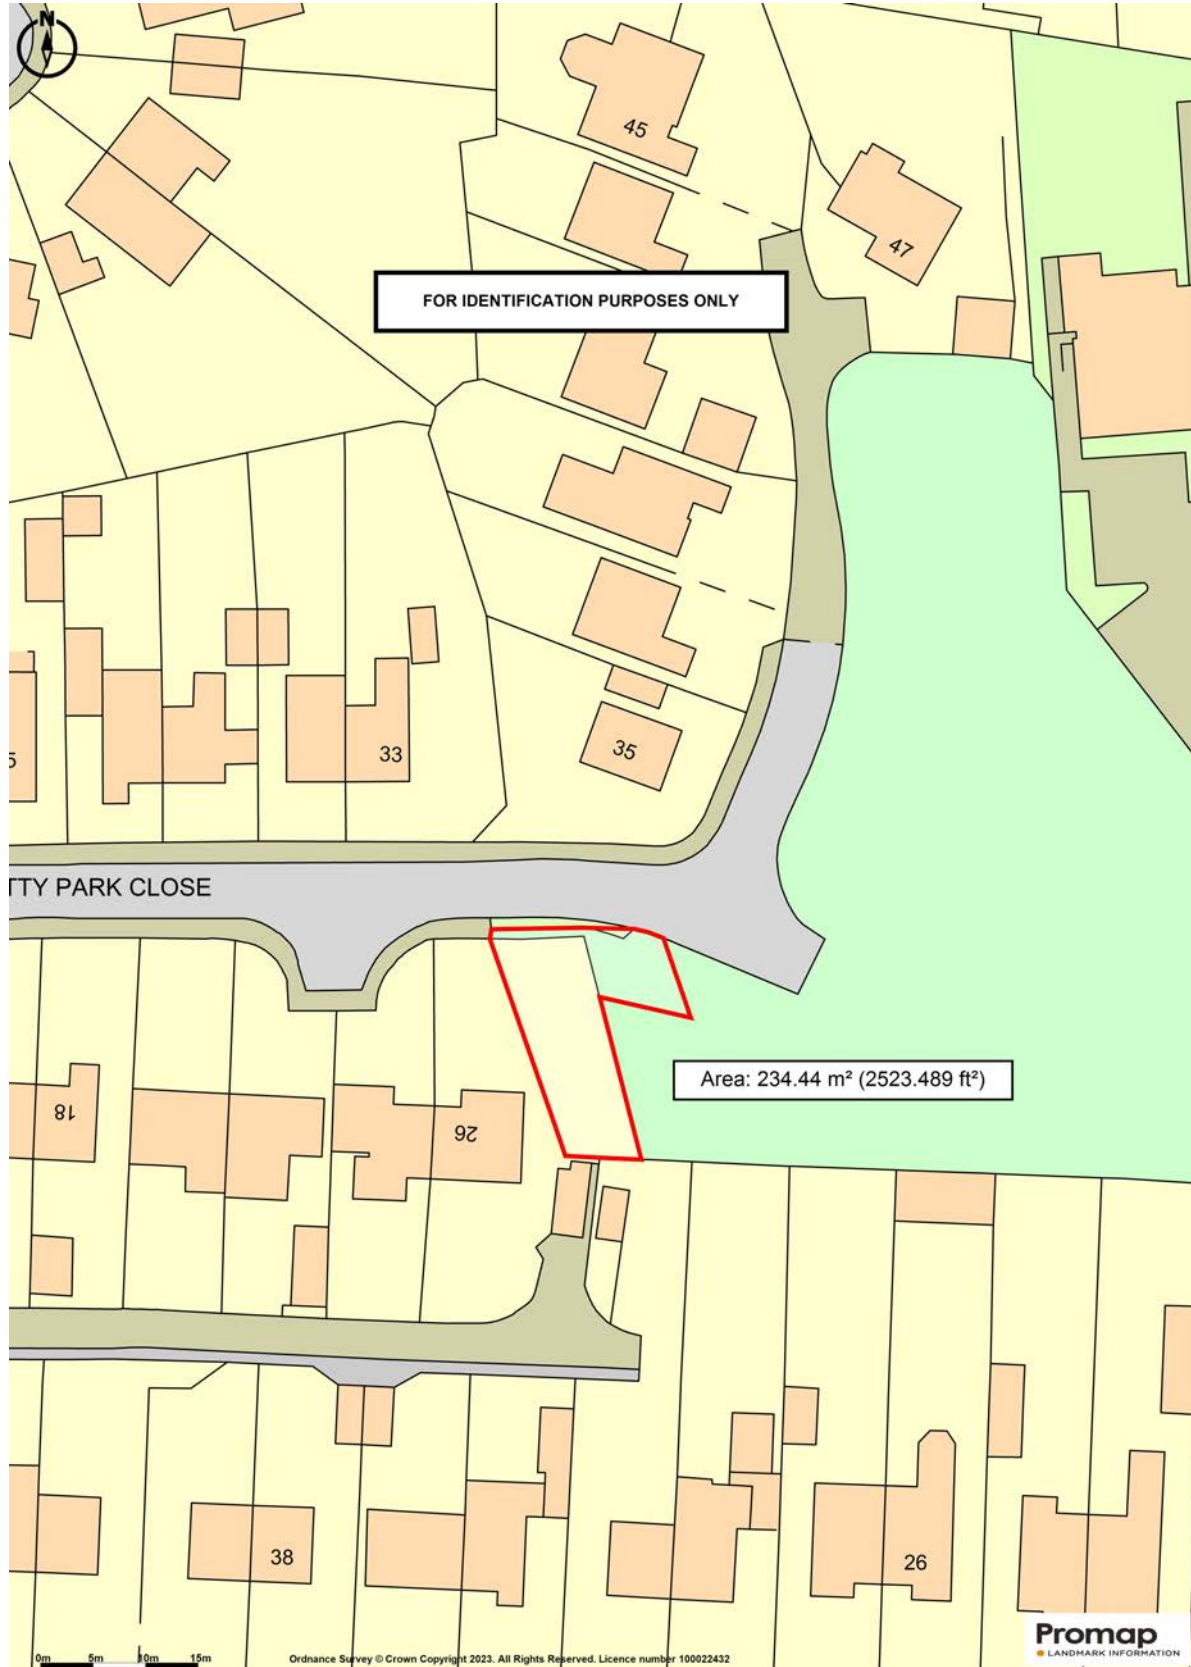 N
45
47
FOR IDENTIFICATION PURPOSES ONLY
33
35
5
TTY PARK CLOSE
Area: 234.44 m² (2523.489 ft²)
18
26
38
26
0m 5m 10m 15m
Ordnance Survey © Crown Copyright 2023. All Rights Reserved. Licence number 100022432
Promap
LANDMARK INFORMATION